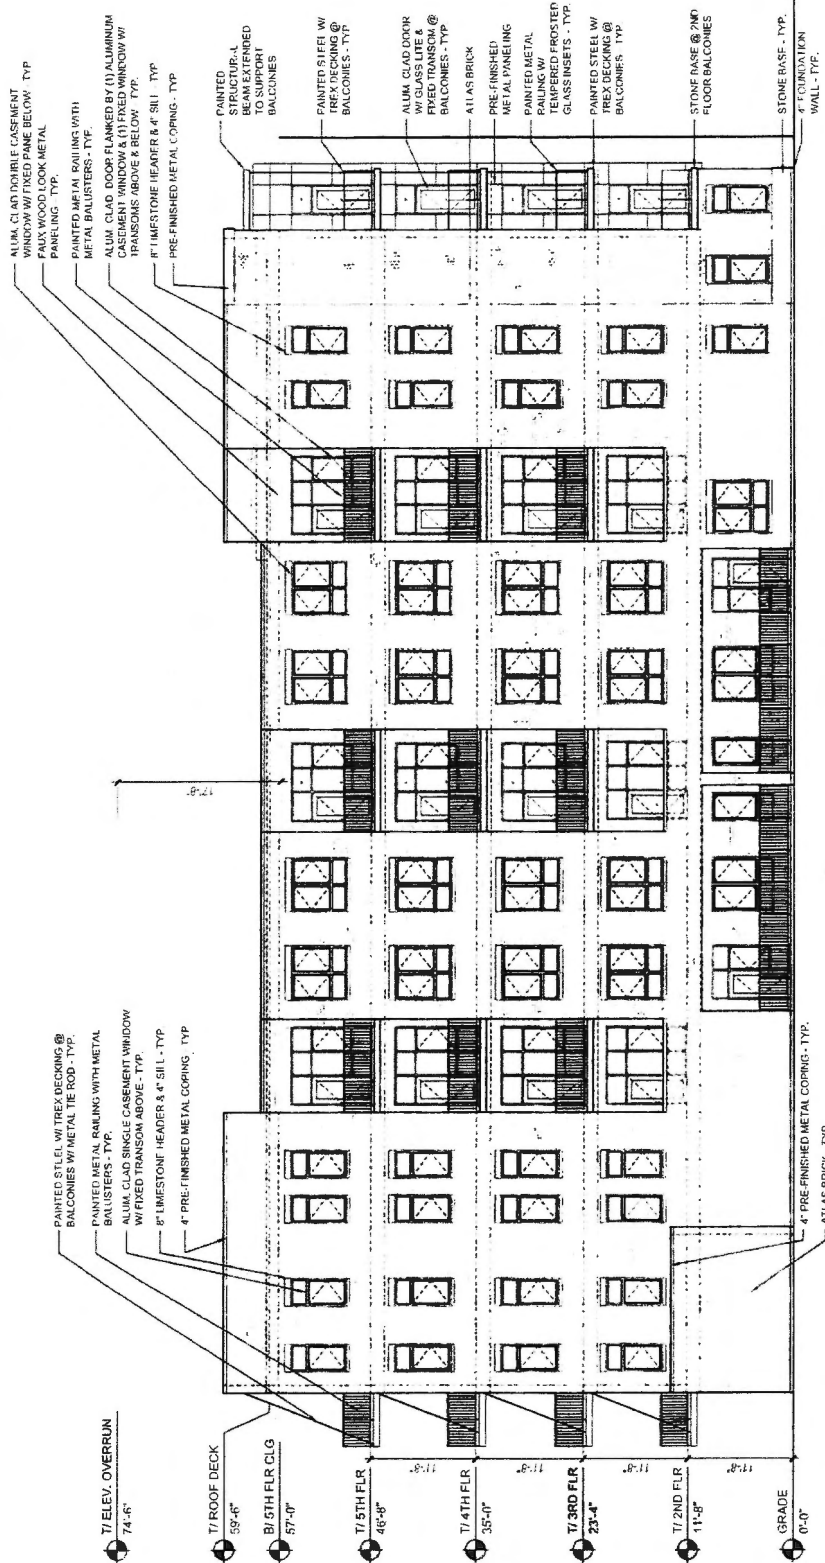 T/ ELEV. OVERRUN
74'-6"
T/ ROOF DECK
59'-6"
B/ 5TH FLR CLG
57'-0"
T/ 5TH FLR
46'-8"
T/ 4TH FLR
35'-0"
T/ 3RD FLR
23'-4"
T/ 2ND FLR
11'-8"
GRADE
0'-0"
11'-8"
11'-8"
11'-8"
11'-8"
17'-6"
PAINTED STEEL W/ TREX DECKING @
BALCONIES W/ METAL TIE ROD - TYP.
PAINTED METAL RAILING WITH METAL
BALUSTERS - TYP.
ALUM. CLAD SINGLE CASEMENT WINDOW
W/ FIXED TRANSOM ABOVE - TYP.
8" LIMESTONE HEADER & 4" SILL - TYP
4" PRE-FINISHED METAL COPING - TYP
4" PRE-FINISHED METAL COPING - TYP.
ATLAS BRICK - TYP.
ALUM. CLAD DOUBLE CASEMENT
WINDOW W/ FIXED PANE BELOW - TYP
FAUX WOOD LOOK METAL
PANELING - TYP.
PAINTED METAL RAILING WITH
METAL BALUSTERS - TYP.
ALUM. CLAD DOOR FLANKED BY (1) ALUMINUM
CASEMENT WINDOW & (1) FIXED WINDOW W/
TRANSOMS ABOVE & BELOW - TYP.
8" LIMESTONE HEADER & 4" SILL - TYP
PRE-FINISHED METAL COPING - TYP
PAINTED
STRUCTURAL
BEAM EXTENDED
TO SUPPORT
BALCONIES
PAINTED STEEL W/
TREX DECKING @
BALCONIES - TYP
ALUM CLAD DOOR
W/ GLASS LITE &
FIXED TRANSOM @
BALCONIES - TYP
ATLAS BRICK
PRE-FINISHED
METAL PANELING
PAINTED METAL
RAILING W/
TEMPERED FROSTED
GLASS INSETS - TYP.
PAINTED STEEL W/
TREX DECKING @
BALCONIES TYP
STONE BASE @ 2ND
FLOOR BALCONIES
STONE BASE - TYP.
4" FOUNDATION
WALL - TYP.